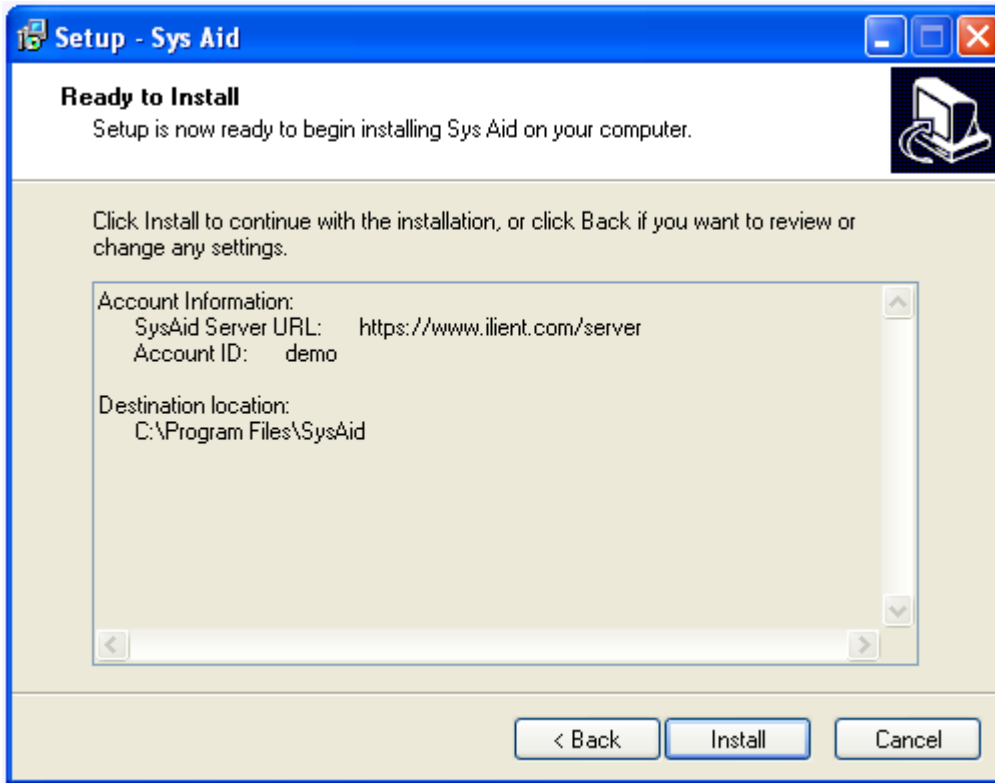 Setup - Sys Aid
Ready to Install
Setup is now ready to begin installing Sys Aid on your computer.
Click Install to continue with the installation, or click Back if you want to review or
change any settings.
Account Information:
SysAid Server URL: https://www.ilient.com/server
Account ID: demo
Destination location:
C:\Program Files\SysAid
< Back Install Cancel